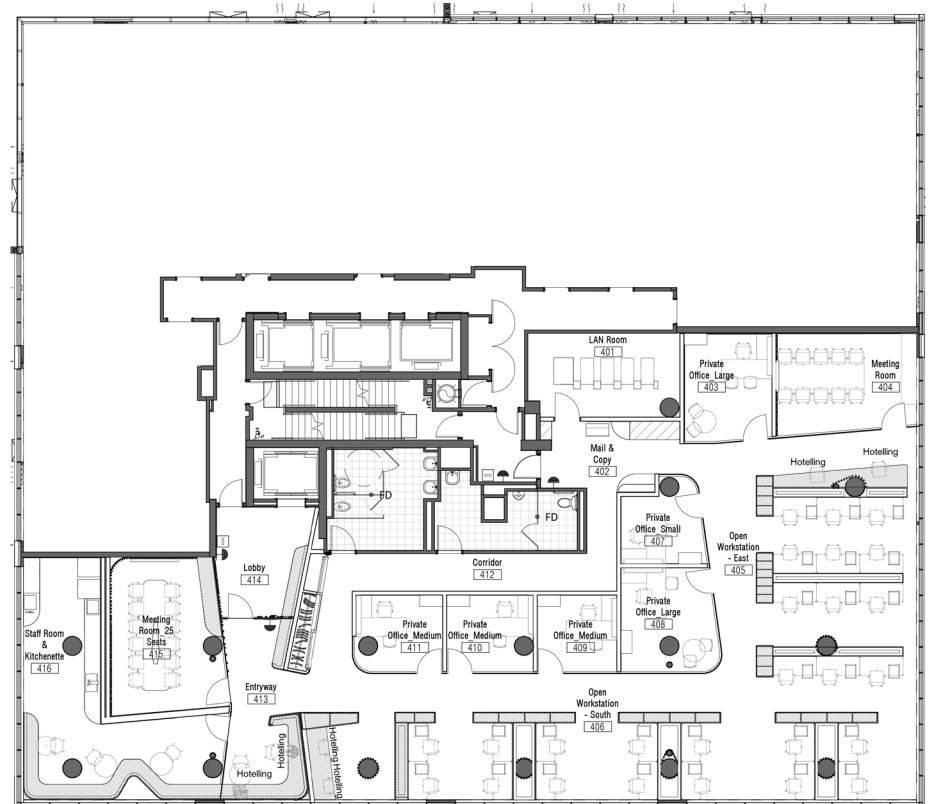 LAN Room
401
Private
Office_Large
403
Meeting
Room
404
Mail &
Copy
402
Hotelling
Hotelling
FD
FD
Private
Office_Small
407
Open
Workstation
- East
405
Corridor
412
Lobby
414
Private
Office_Large
408
Meeting
Room_25
Seats
415
Staff Room
&
Kitchenette
416
Private
Office_Medium
411
Private
Office_Medium
410
Private
Office_Medium
409
Entryway
413
Open
Workstation
- South
406
Hotelling
Hotelling
Hotelling Hotelling